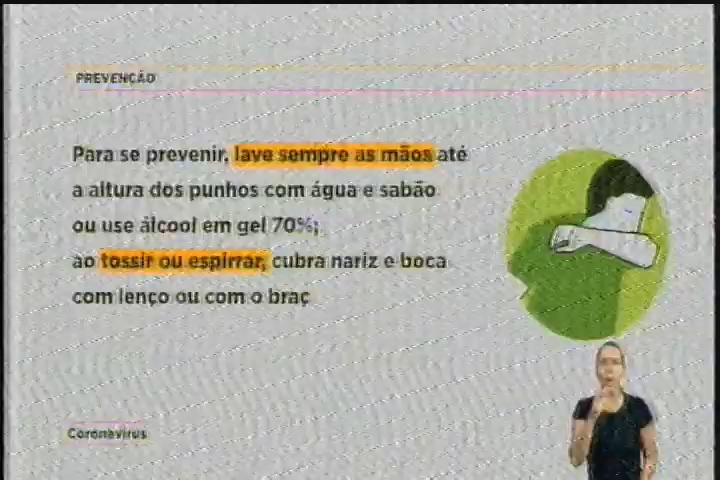 PREVENÇÃO
Para se prevenir, lave sempre as mãos até
a altura dos punhos com água e sabão
ou use álcool em gel 70%;
ao tossir ou espirrar, cubra nariz e boca
com lenço ou com o braç
Coronavírus